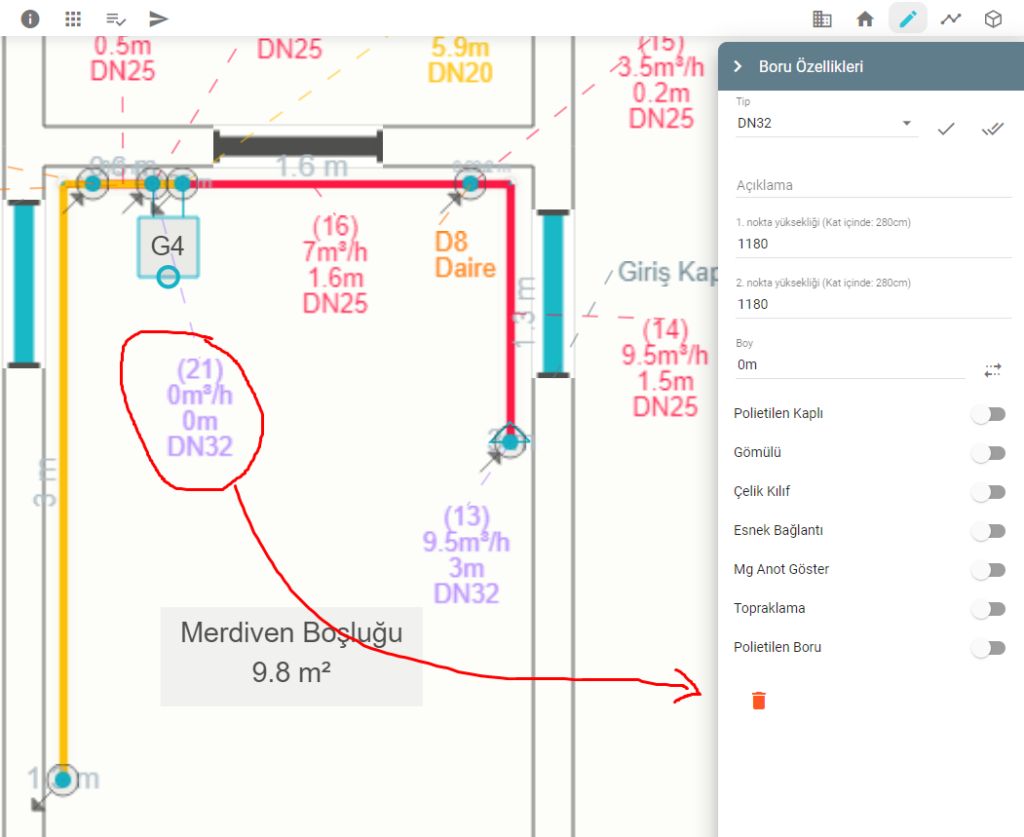 0.5m
DN25
DN25
5.9m
DN20
(15)
3.5m³/h
0.2m
DN25
1.6 m
(16)
7m³/h
1.6m
DN25
G4
D8
Daire
Giriş Kap
1.3 m
(14)
9.5m³/h
1.5m
DN25
(21)
0m³/h
0m
DN32
3 m
(13)
9.5m³/h
3m
DN32
Merdiven Boşluğu
9.8 m²
Boru Özellikleri
Tip
DN32
Açıklama
1. nokta yüksekliği (Kat içinde: 280cm)
1180
2. nokta yüksekliği (Kat içinde: 280cm)
1180
Boy
0m
Polietilen Kaplı
Gömülü
Çelik Kılıf
Esnek Bağlantı
Mg Anot Göster
Topraklama
Polietilen Boru